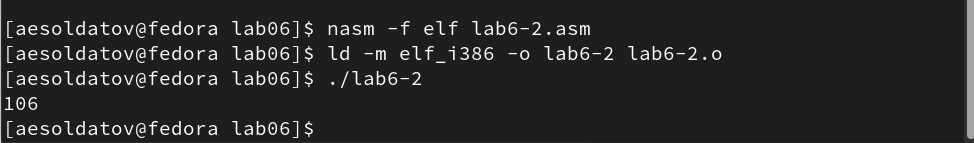 [aesoldatov@fedora lab06]$ nasm -f elf lab6-2.asm
[aesoldatov@fedora lab06]$ ld -m elf_i386 -o lab6-2 lab6-2.o
[aesoldatov@fedora lab06]$ ./lab6-2
106
[aesoldatov@fedora lab06]$